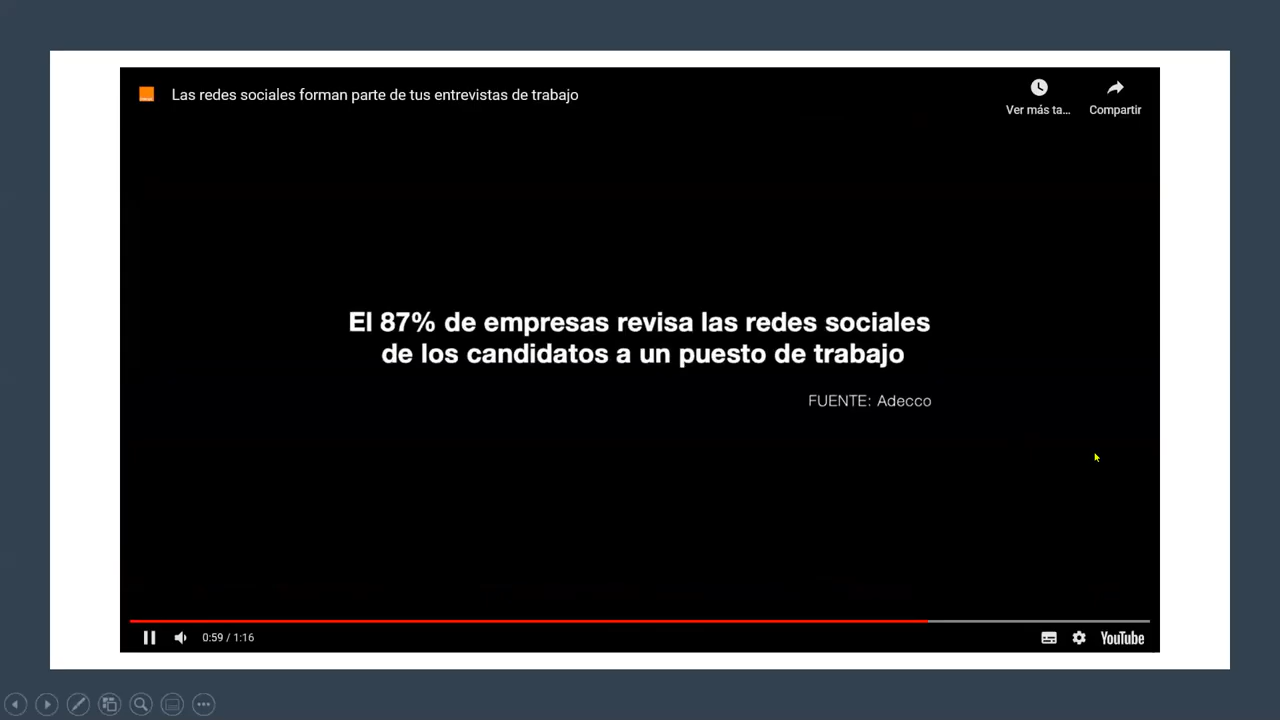 Las redes sociales forman parte de tus entrevistas de trabajo
Ver más ta...
Compartir
El 87% de empresas revisa las redes sociales
de los candidatos a un puesto de trabajo
FUENTE: Adecco
0:59 / 1:16
YouTube